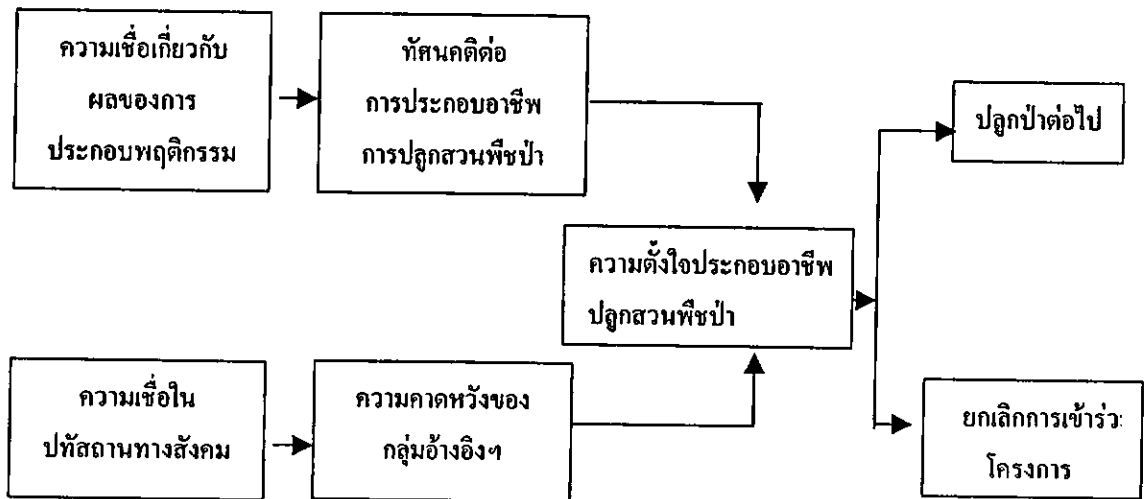 ความเชื่อเกี่ยวกับ
ผลของการ
ประกอบพฤติกรรม
ทัศนคติต่อ
การประกอบอาชีพ
การปลูกสวนพืชป่า
ปลูกป่าต่อไป
ความตั้งใจประกอบอาชีพ
ปลูกสวนพืชป่า
ความเชื่อใน
ปทัสถานทางสังคม
ความคาดหวังของ
กลุ่มอ้างอิงฯ
ยกเลิกการเข้าร่ว
โครงการ